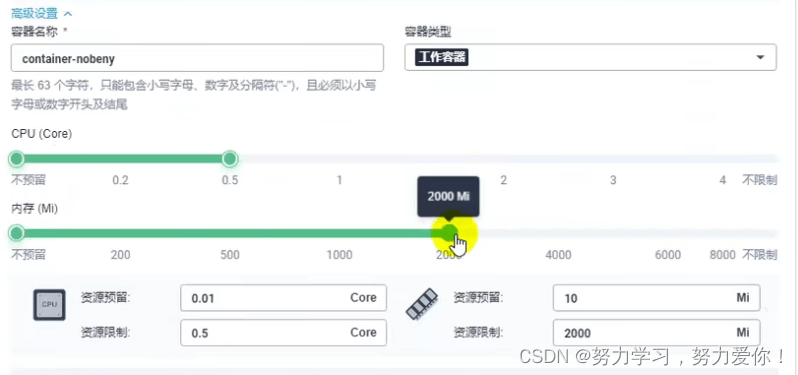 高级设置
容器名称 * 容器类型
container-nobeny 工作容器
最长 63 个字符，只能包含小写字母、数字及分隔符("-")，且必须以小写
字母或数字开头及结尾
CPU (Core)
不预留 0.2 0.5 1 2 3 4 不限制
2000 Mi
内存 (Mi)
不预留 200 500 1000 2000 4000 6000 8000 不限制
CPU 资源预留: 0.01 Core 资源预留: 10 Mi
资源限制: 0.5 Core 资源限制: 2000 Mi
CSDN @努力学习，努力爱你！